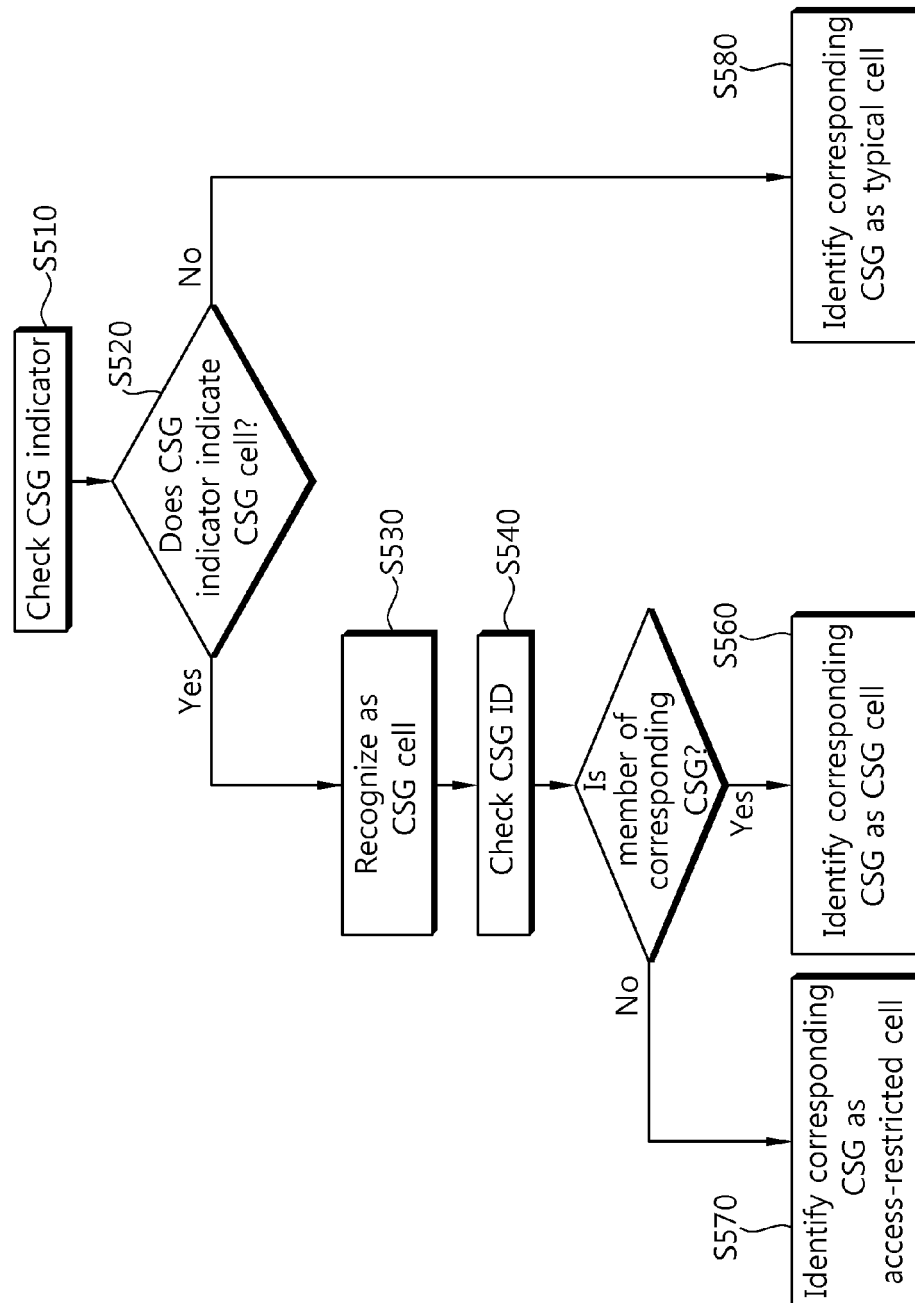 Check CSG indicator
S510
Does CSG
indicator indicate
CSG cell?
S520
Yes
No
Recognize as
CSG cell
S530
Check CSG ID
S540
Is
member of
corresponding
CSG?
No
Yes
S570
Identify corresponding
CSG as
access-restricted cell
Identify corresponding
CSG as CSG cell
S560
Identify corresponding
CSG as typical cell
S580